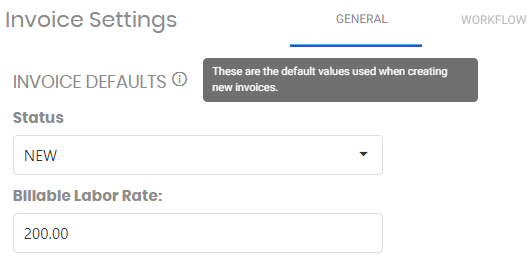 Invoice Settings
GENERAL
WORKFLOW
INVOICE DEFAULTS
These are the default values used when creating
new invoices.
Status
NEW
BIllable Labor Rate:
200.00